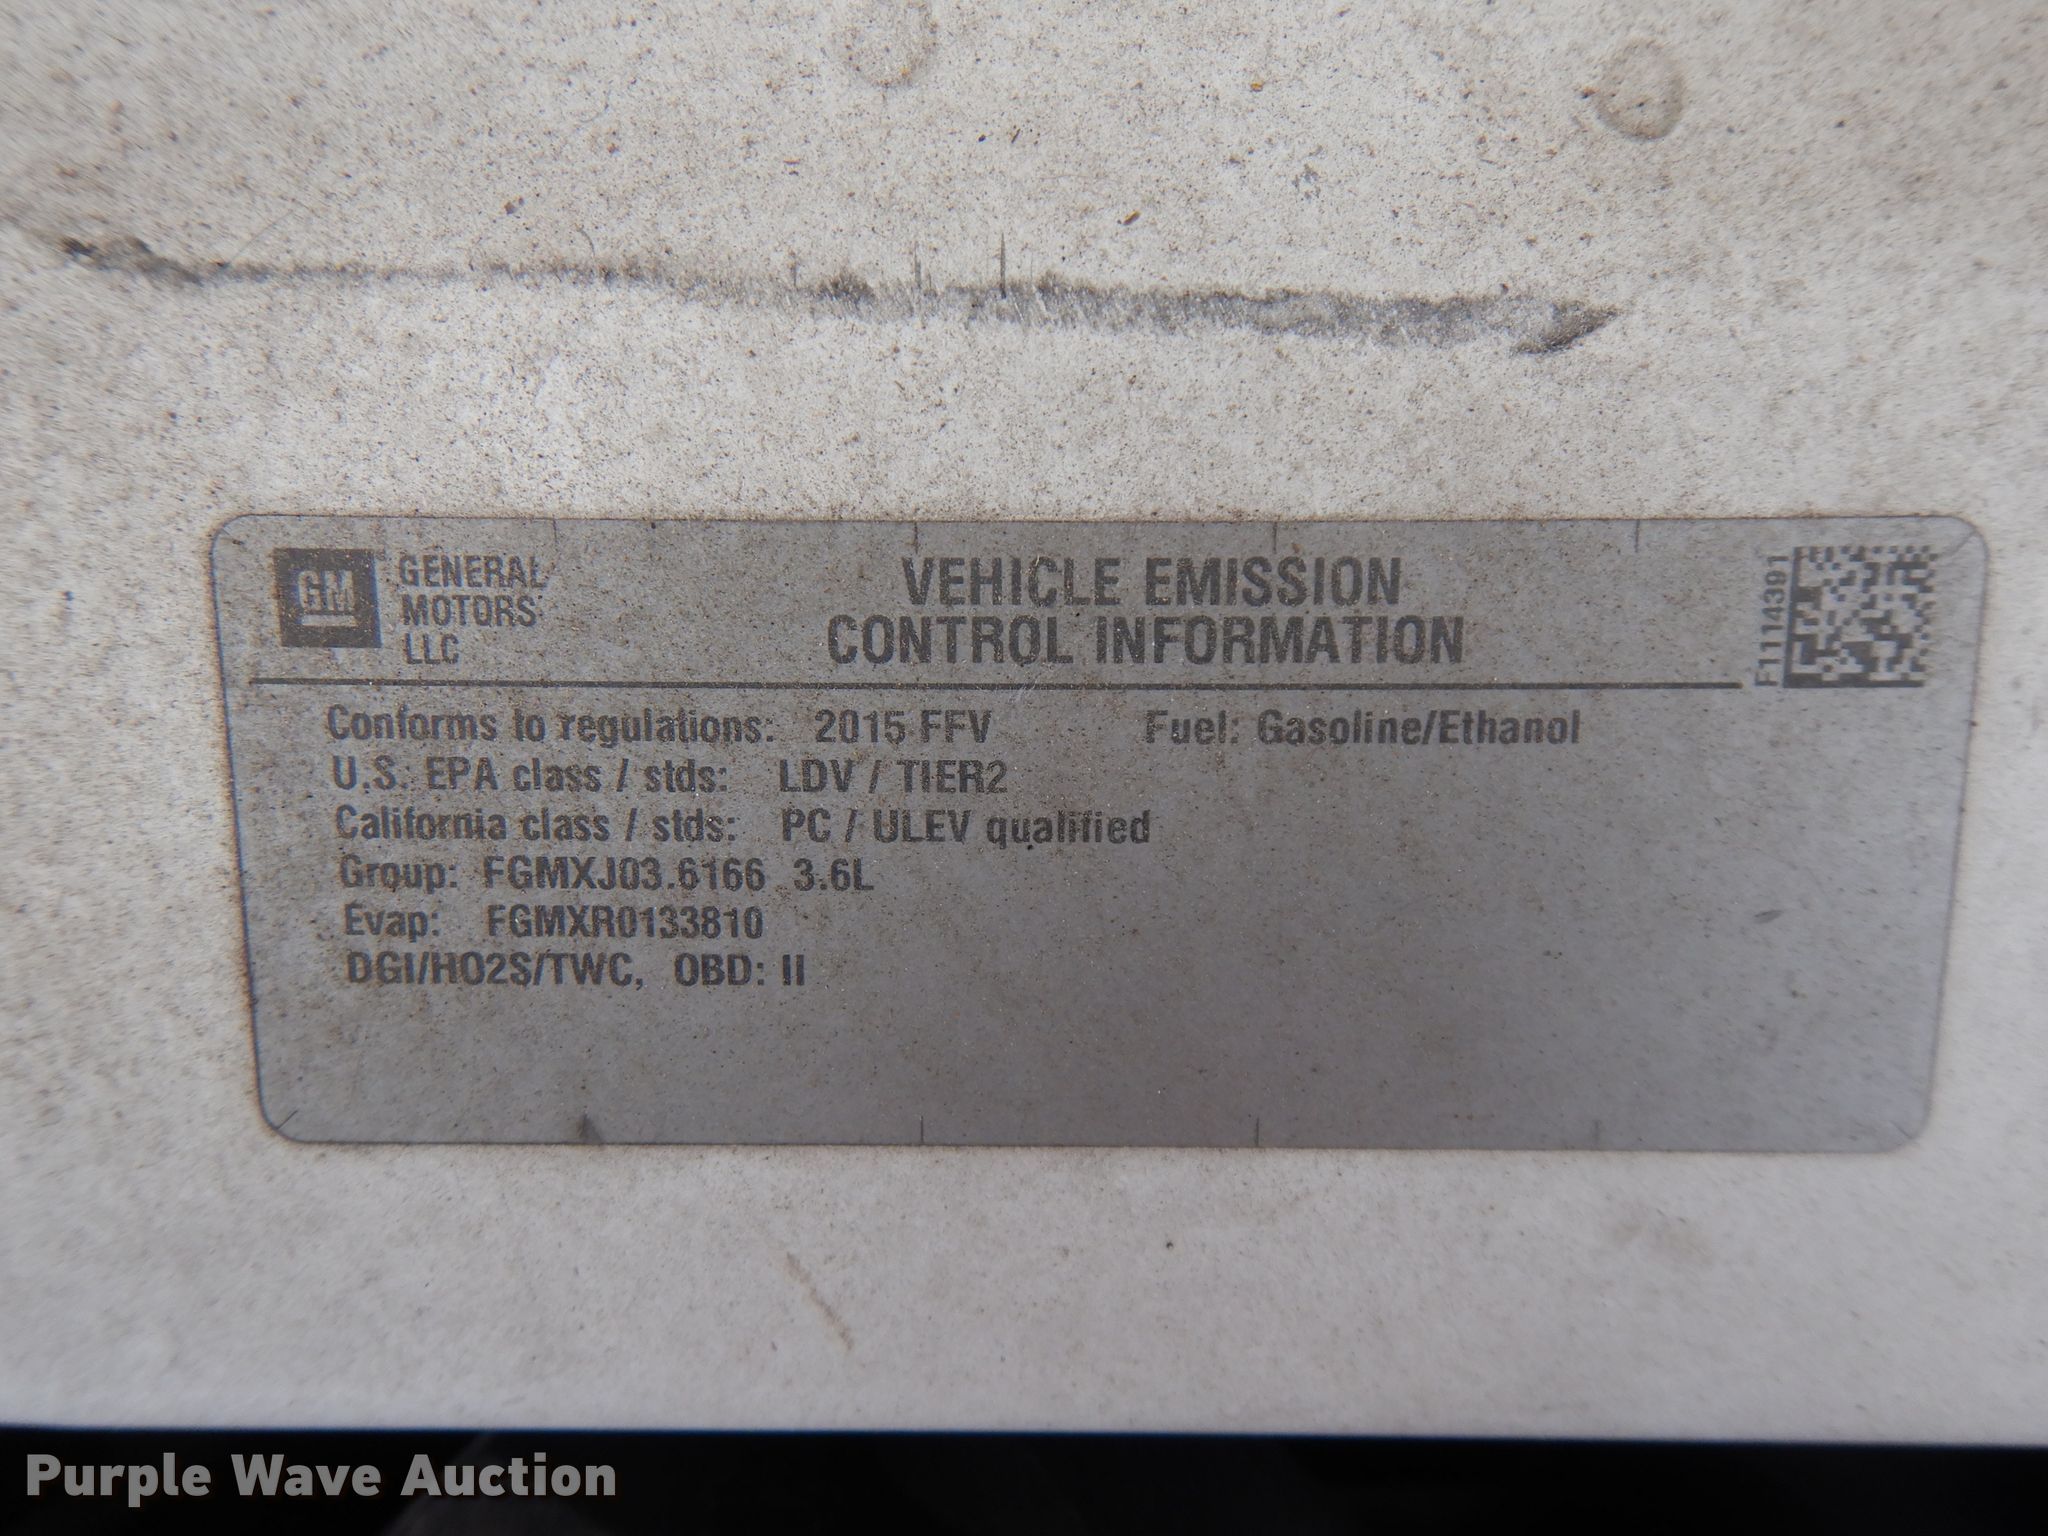 GM
GENERAL
MOTORS
LLC
VEHICLE EMISSION
CONTROL INFORMATION
F1114391
Conforms to regulations: 2015 FFV Fuel: Gasoline/Ethanol
U.S. EPA class / stds: LDV / TIER2
California class / stds: PC / ULEV qualified
Group: FGMXJ03.6166 3.6L
Evap: FGMXR0133810
DGI/HO2S/TWC, OBD: II
Purple Wave Auction